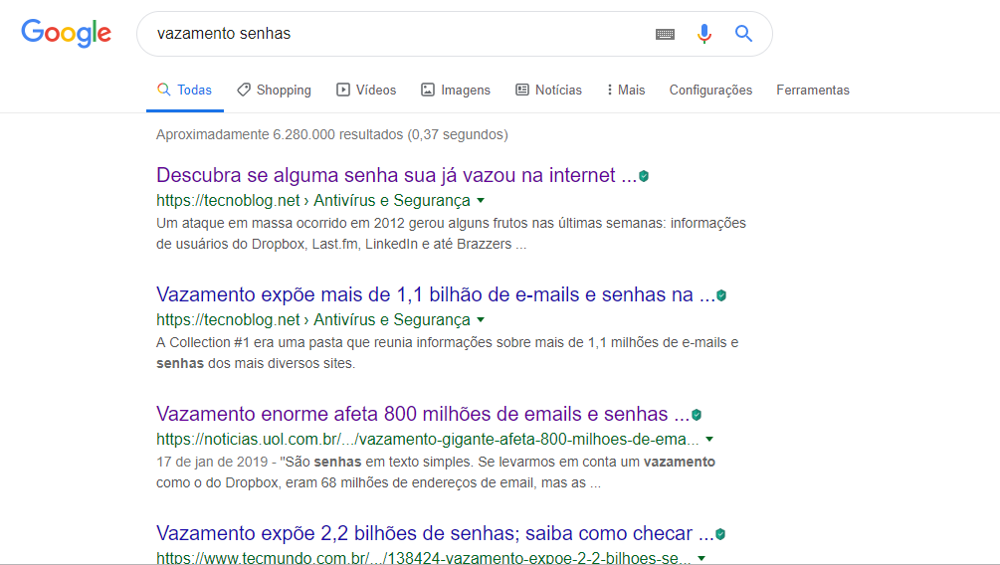 Google
vazamento senhas
Todas Shopping Vídeos Imagens Notícias Mais Configurações Ferramentas
Aproximadamente 6.280.000 resultados (0,37 segundos)
Descubra se alguma senha sua já vazou na internet ...
https://tecnoblog.net › Antivírus e Segurança
Um ataque em massa ocorrido em 2012 gerou alguns frutos nas últimas semanas: informações
de usuários do Dropbox, Last.fm, LinkedIn e até Brazzers ...
Vazamento expõe mais de 1,1 bilhão de e-mails e senhas na ...
https://tecnoblog.net › Antivírus e Segurança
A Collection #1 era uma pasta que reunia informações sobre mais de 1,1 milhões de e-mails e
senhas dos mais diversos sites.
Vazamento enorme afeta 800 milhões de emails e senhas ...
https://noticias.uol.com.br/.../vazamento-gigante-afeta-800-milhoes-de-ema...
17 de jan de 2019 - "São senhas em texto simples. Se levarmos em conta um vazamento
como o do Dropbox, eram 68 milhões de endereços de email, mas as ...
Vazamento expõe 2,2 bilhões de senhas; saiba como checar ...
https://www.tecmundo.com.br/.../138424-vazamento-expoe-2-2-bilhoes-se...